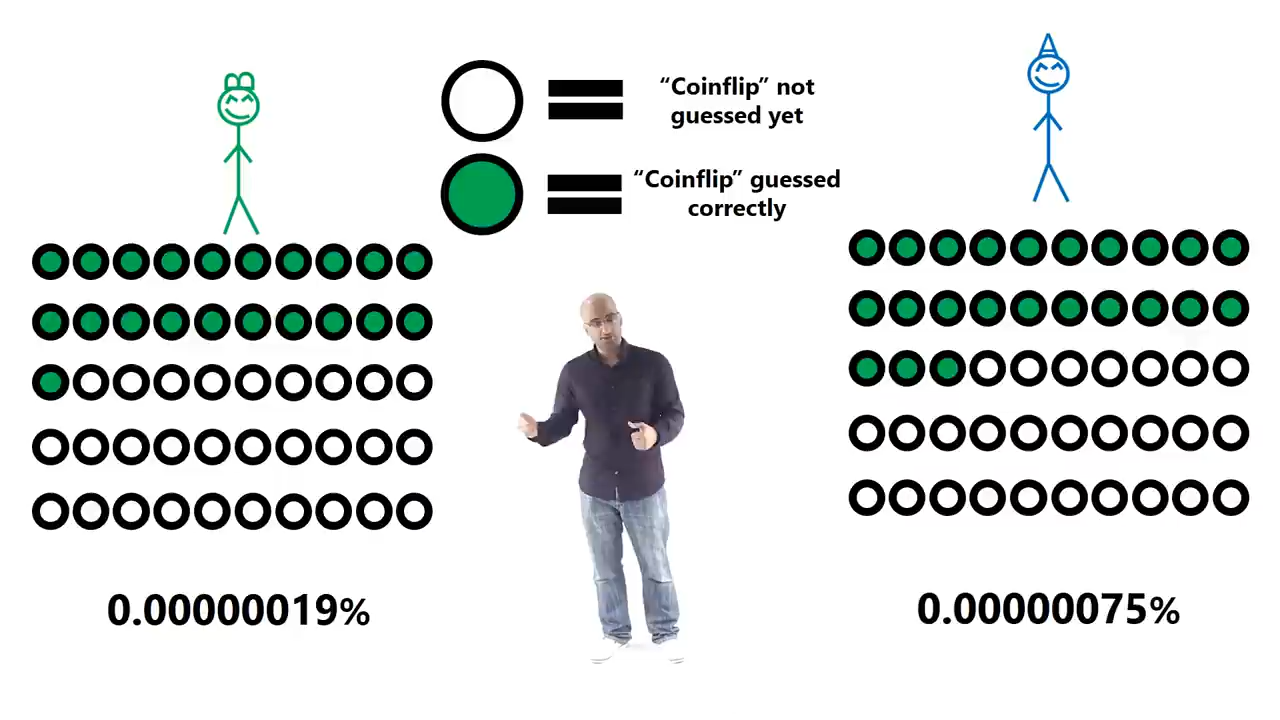 “Coinflip” not
guessed yet
“Coinflip” guessed
correctly
0.00000019%
0.00000075%